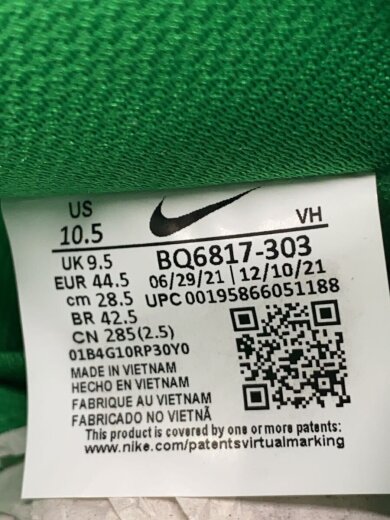 US
10.5
VH
UK 9.5
BQ6817-303
EUR 44.5
06/29/21 | 12/10/21
cm 28.5
UPC 00195866051188
BR 42.5
CN 285(2.5)
01B4G10RP30Y0
MADE IN VIETNAM
HECHO EN VIETNAM
FABRIQUE AU VIETNAM
FABRICADO NO VIETNÃ
This product is covered by one or more patents:
www.nike.com/patentsvirtualmarking